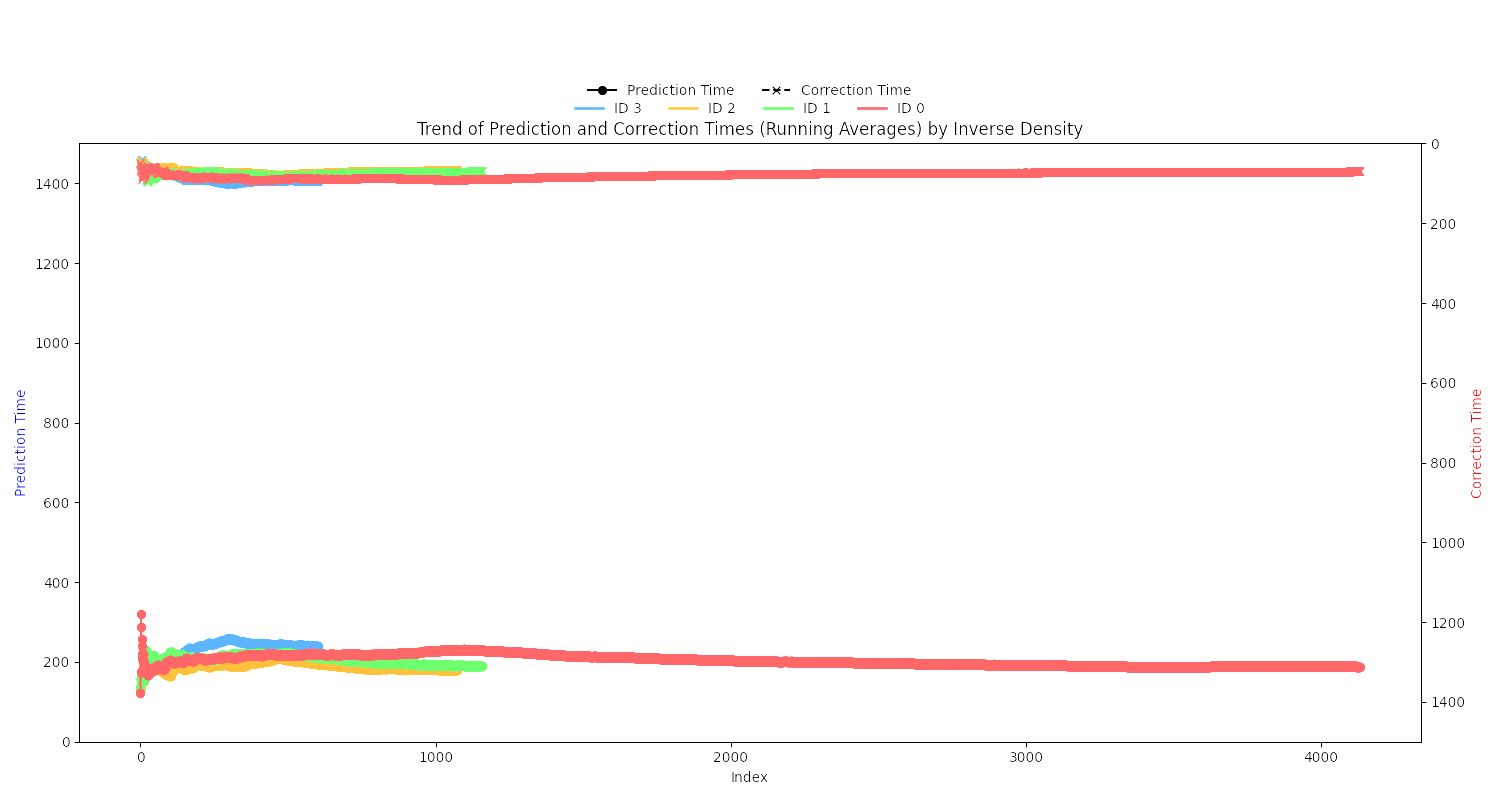 Prediction Time Correction Time
ID 3 ID 2 ID 1 ID 0
Trend of Prediction and Correction Times (Running Averages) by Inverse Density
1400
1200
1000
800
600
400
200
0
Prediction Time
0
200
400
600
800
1000
1200
1400
Correction Time
0 1000 2000 3000 4000
Index